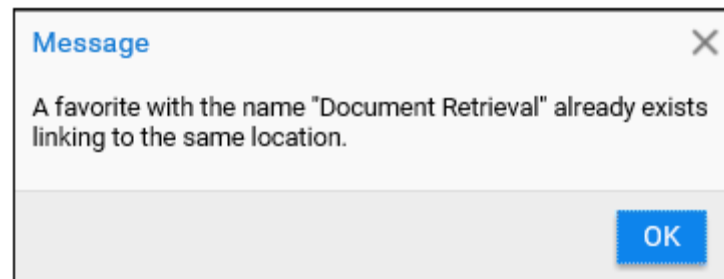 Message
A favorite with the name "Document Retrieval" already exists
linking to the same location.
OK